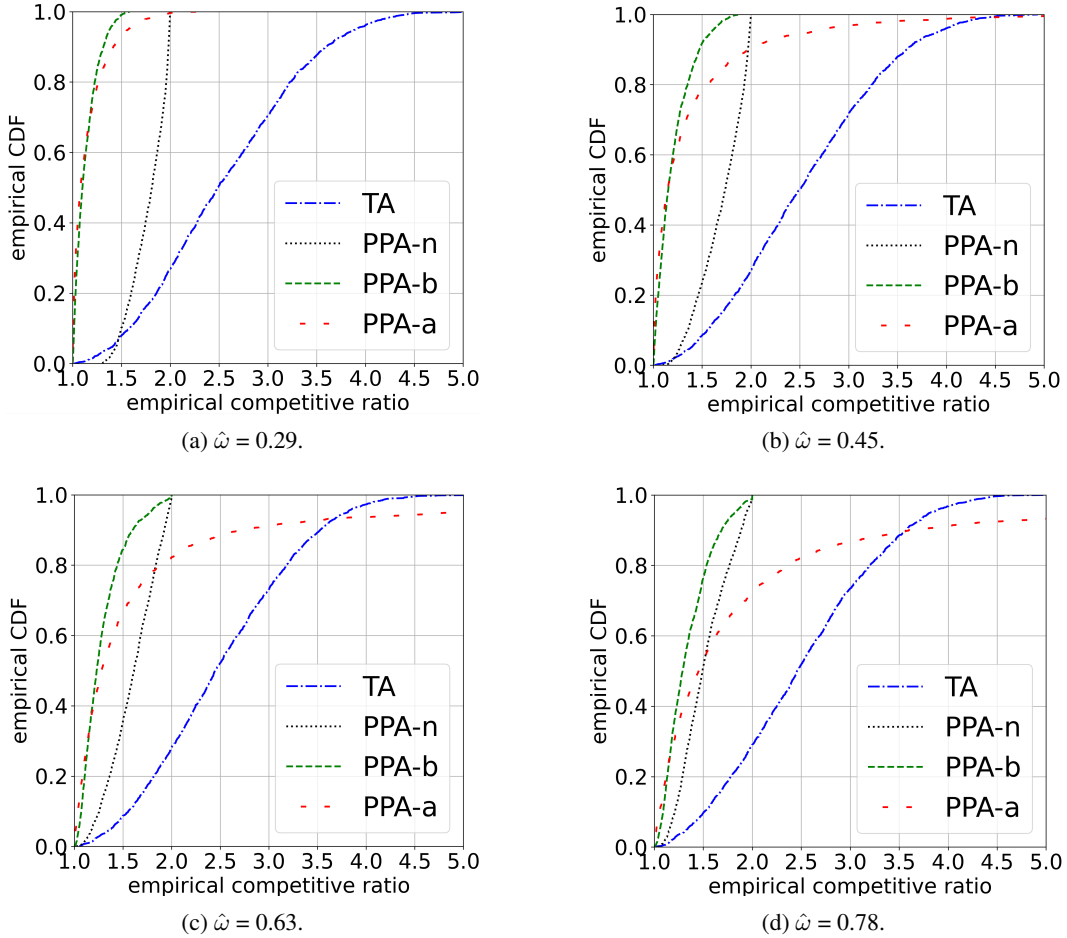 1.0
0.8
0.6
0.4
0.2
0.0
empirical CDF
1.0 1.5 2.0 2.5 3.0 3.5 4.0 4.5 5.0
empirical competitive ratio
TA
PPA-n
PPA-b
PPA-a
(a) ω̂ = 0.29.
1.0
0.8
0.6
0.4
0.2
0.0
empirical CDF
1.0 1.5 2.0 2.5 3.0 3.5 4.0 4.5 5.0
empirical competitive ratio
TA
PPA-n
PPA-b
PPA-a
(b) ω̂ = 0.45.
1.0
0.8
0.6
0.4
0.2
0.0
empirical CDF
1.0 1.5 2.0 2.5 3.0 3.5 4.0 4.5 5.0
empirical competitive ratio
TA
PPA-n
PPA-b
PPA-a
(c) ω̂ = 0.63.
1.0
0.8
0.6
0.4
0.2
0.0
empirical CDF
1.0 1.5 2.0 2.5 3.0 3.5 4.0 4.5 5.0
empirical competitive ratio
TA
PPA-n
PPA-b
PPA-a
(d) ω̂ = 0.78.